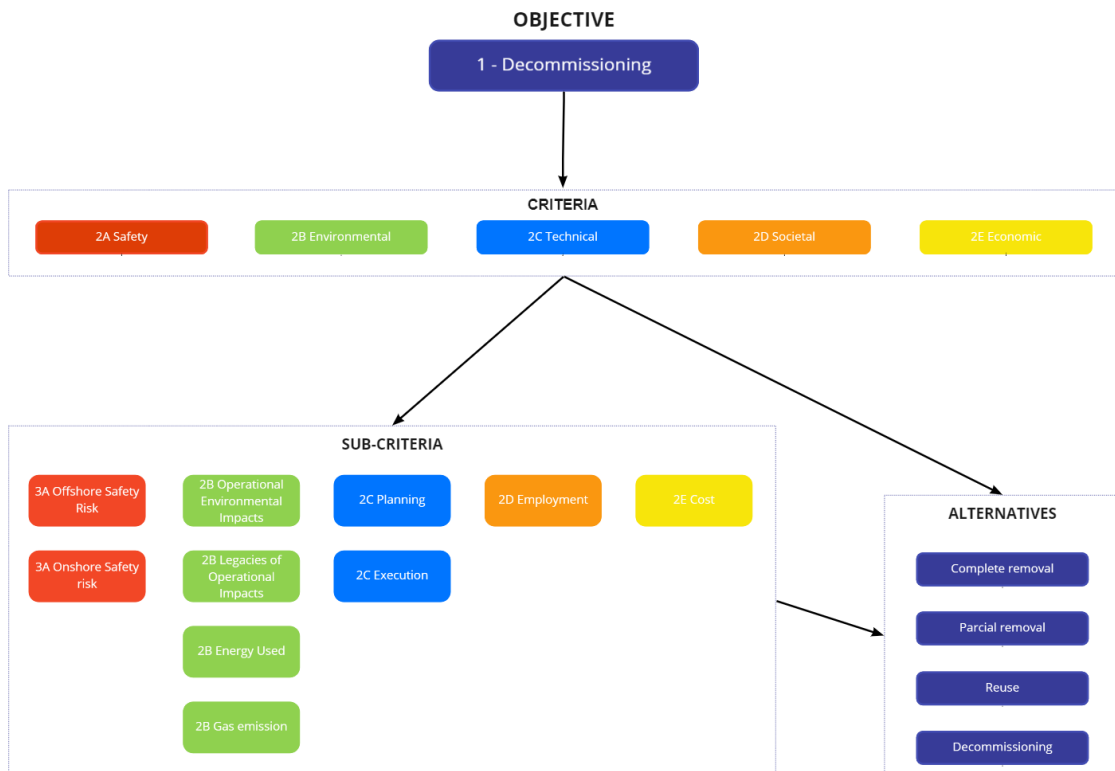 OBJECTIVE
1 - Decommissioning
CRITERIA
2A Safety
2B Environmental
2C Technical
2D Societal
2E Economic
SUB-CRITERIA
3A Offshore Safety
Risk
2B Operational
Environmental
Impacts
2C Planning
2D Employment
2E Cost
3A Onshore Safety
risk
2B Legacies of
Operational
Impacts
2C Execution
2B Energy Used
2B Gas emission
ALTERNATIVES
Complete removal
Parcial removal
Reuse
Decommissioning